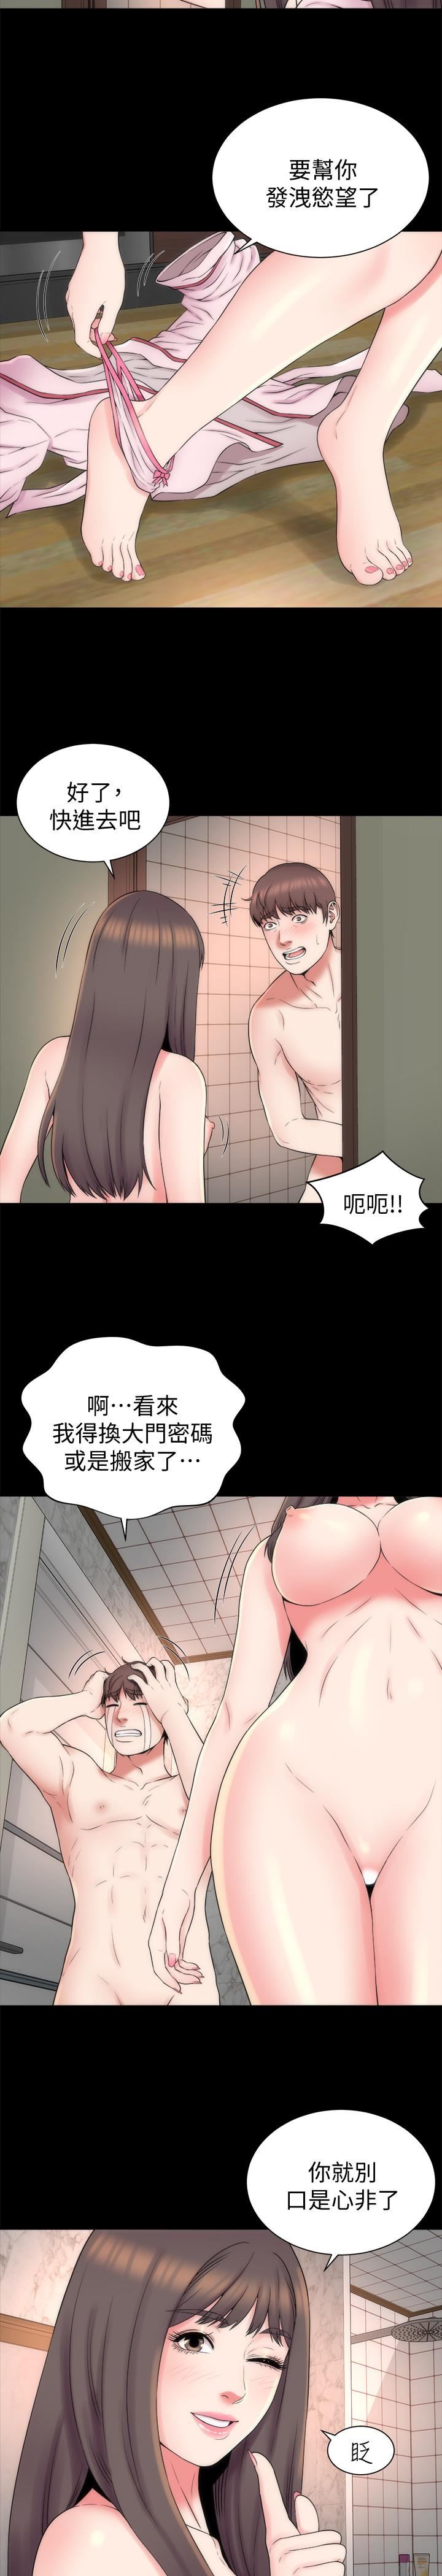 要幫你
發洩慾望了
好了，
快進去吧
呃呃!!
啊⋯看來
我得換大門密碼
或是搬家了⋯
你就別
口是心非了
眨